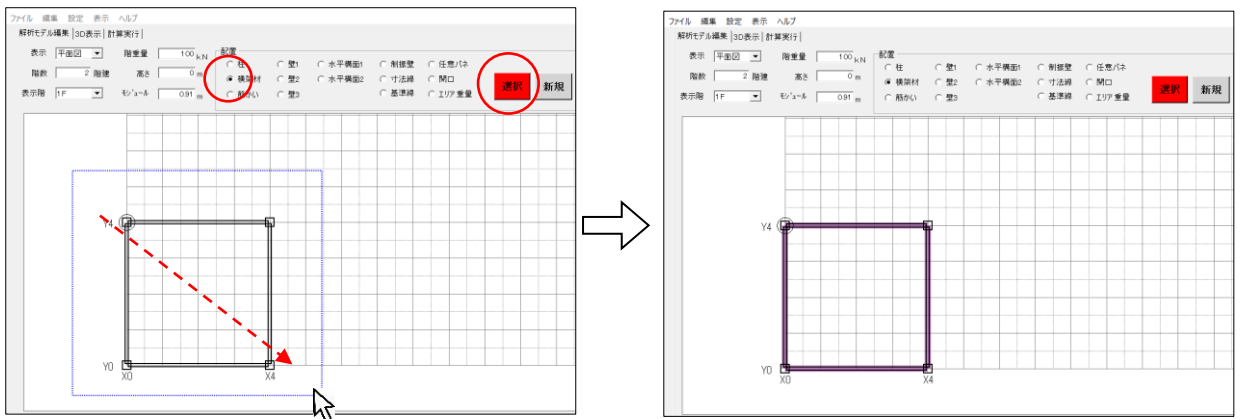 ファイル 編集 設定 表示 ヘルプ
解析モデル編集 3D表示 計算実行
表示 平面図 階重量 100 kN 配置
柱 壁1 水平構面1 制振壁 任意バネ
階数 2 階建 高さ 0 m 横架材 壁2 水平構面2 寸法線 開口 選択 新規
表示階 1F モジュール 0.91 m 筋かい 壁3 基準線 エリア重量
Y4
Y0
X0 X4
ファイル 編集 設定 表示 ヘルプ
解析モデル編集 3D表示 計算実行
表示 平面図 階重量 100 kN 配置
柱 壁1 水平構面1 制振壁 任意バネ
階数 2 階建 高さ 0 m 横架材 壁2 水平構面2 寸法線 開口 選択 新規
表示階 1F モジュール 0.91 m 筋かい 壁3 基準線 エリア重量
Y4
Y0
X0 X4